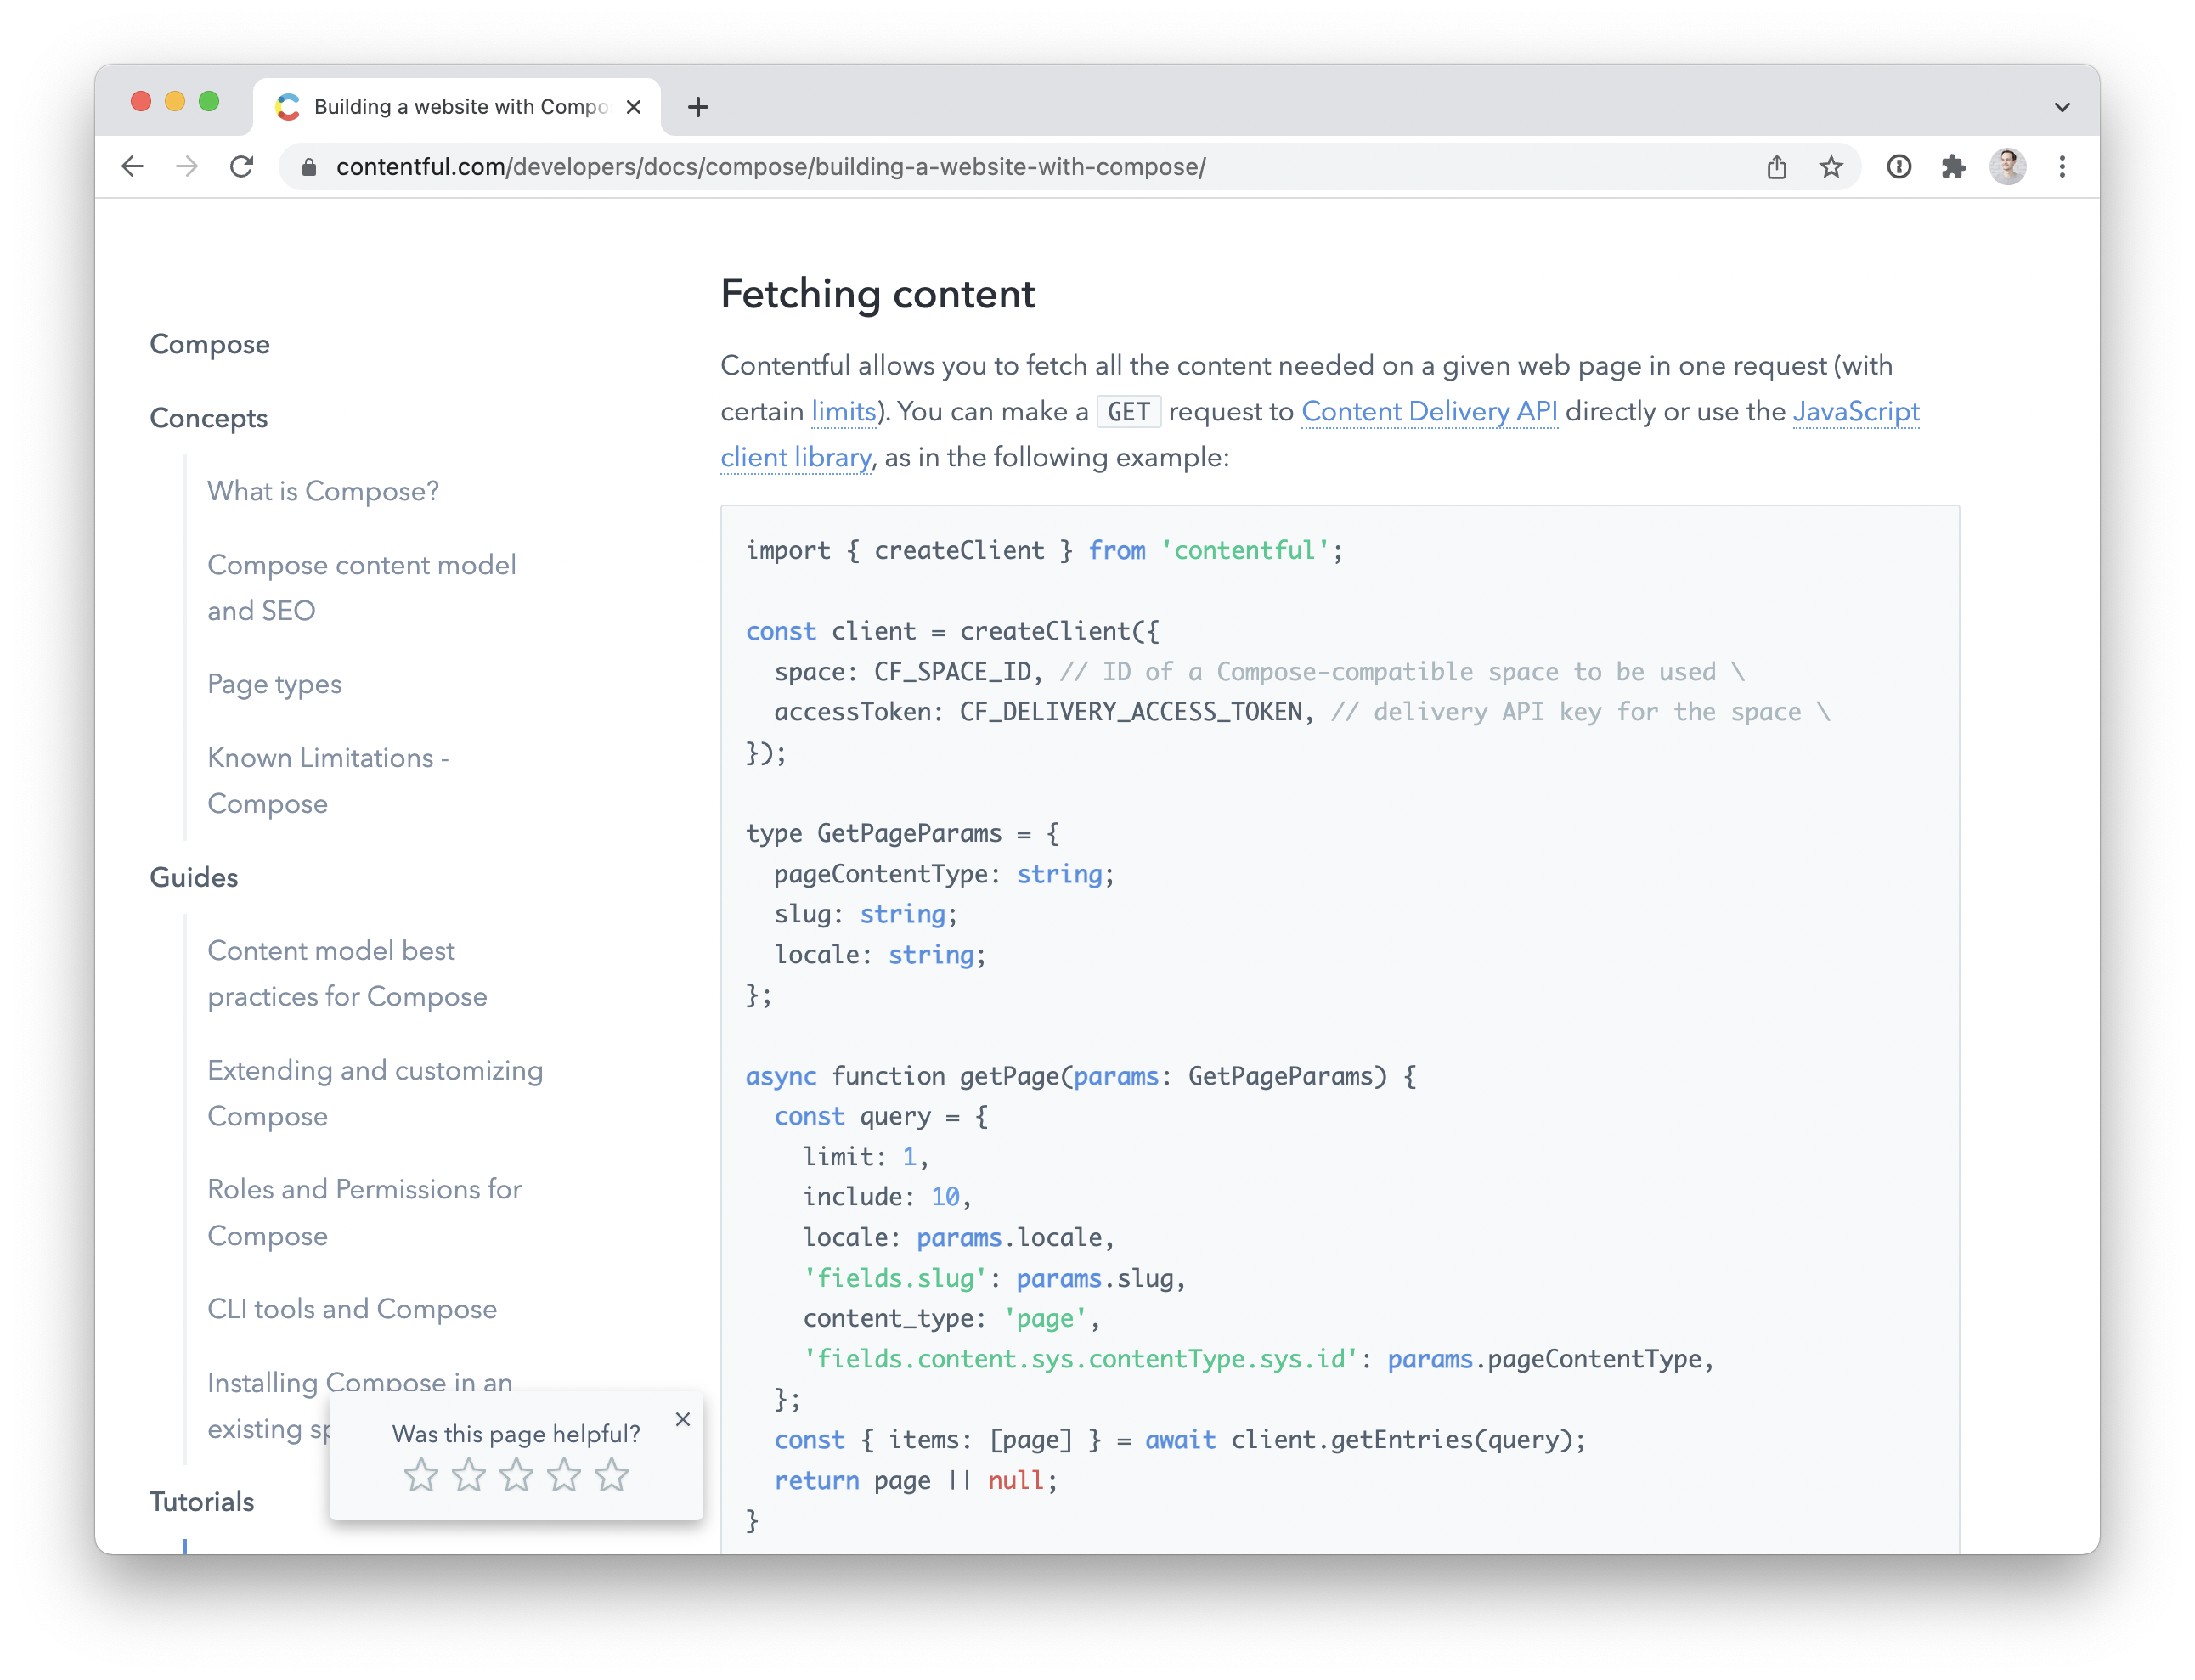 Building a website with Compo
contentful.com/developers/docs/compose/building-a-website-with-compose/
Compose
Concepts
What is Compose?
Compose content model
and SEO
Page types
Known Limitations -
Compose
Guides
Content model best
practices for Compose
Extending and customizing
Compose
Roles and Permissions for
Compose
CLI tools and Compose
Installing Compose in an
existing sp
Tutorials
Was this page helpful?
Fetching content
Contentful allows you to fetch all the content needed on a given web page in one request (with
certain limits). You can make a GET request to Content Delivery API directly or use the JavaScript
client library, as in the following example:
import { createClient } from 'contentful';
const client = createClient({
  space: CF_SPACE_ID, // ID of a Compose-compatible space to be used \
  accessToken: CF_DELIVERY_ACCESS_TOKEN, // delivery API key for the space \
});
type GetPageParams = {
  pageContentType: string;
  slug: string;
  locale: string;
};
async function getPage(params: GetPageParams) {
  const query = {
    limit: 1,
    include: 10,
    locale: params.locale,
    'fields.slug': params.slug,
    content_type: 'page',
    'fields.content.sys.contentType.sys.id': params.pageContentType,
  };
  const { items: [page] } = await client.getEntries(query);
  return page || null;
}